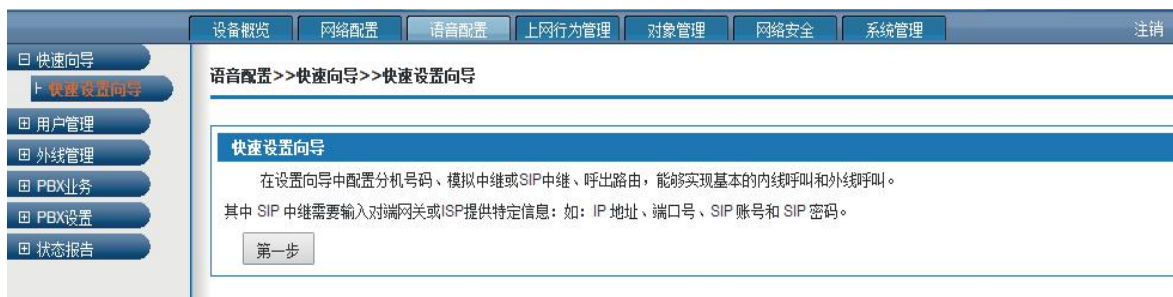 设备概览 网络配置 语音配置 上网行为管理 对象管理 网络安全 系统管理 注销
快速向导
快速设置向导
用户管理
外线管理
PBX业务
PBX设置
状态报告
语音配置>>快速向导>>快速设置向导
快速设置向导
在设置向导中配置分机号码、模拟中继或SIP中继、呼出路由，能够实现基本的内线呼叫和外线呼叫。
其中 SIP 中继需要输入对端网关或ISP提供特定信息：如：IP 地址、端口号、SIP 账号和 SIP 密码。
第一步